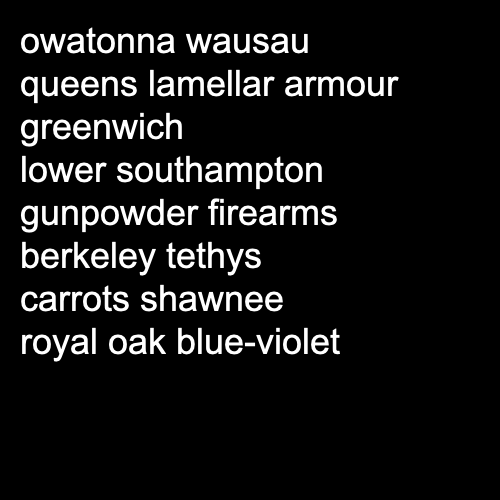 owatonna wausau
queens lamellar armour
greenwich
lower southampton
gunpowder firearms
berkeley tethys
carrots shawnee
royal oak blue-violet